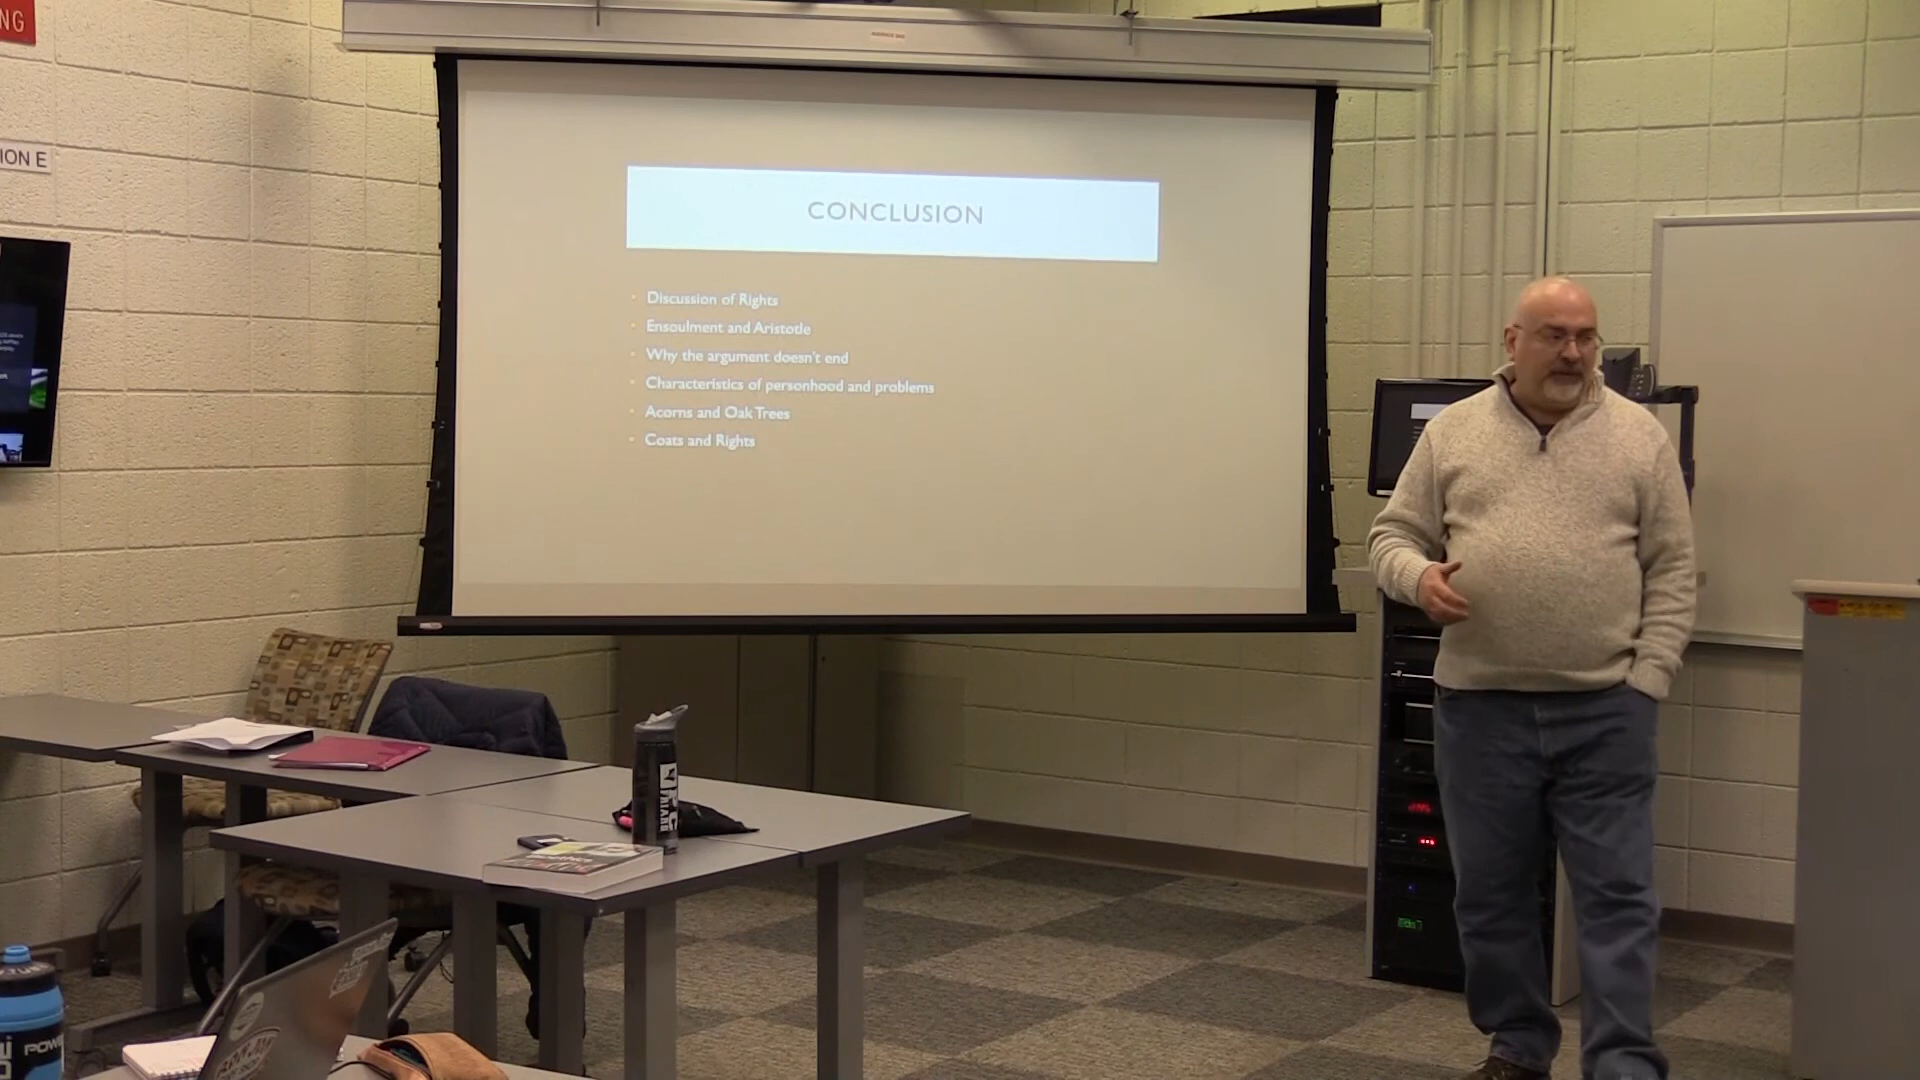 NG
ION E
CONCLUSION
Discussion of Rights
Ensoulment and Aristotle
Why the argument doesn't end
Characteristics of personhood and problems
Acorns and Oak Trees
Coats and Rights